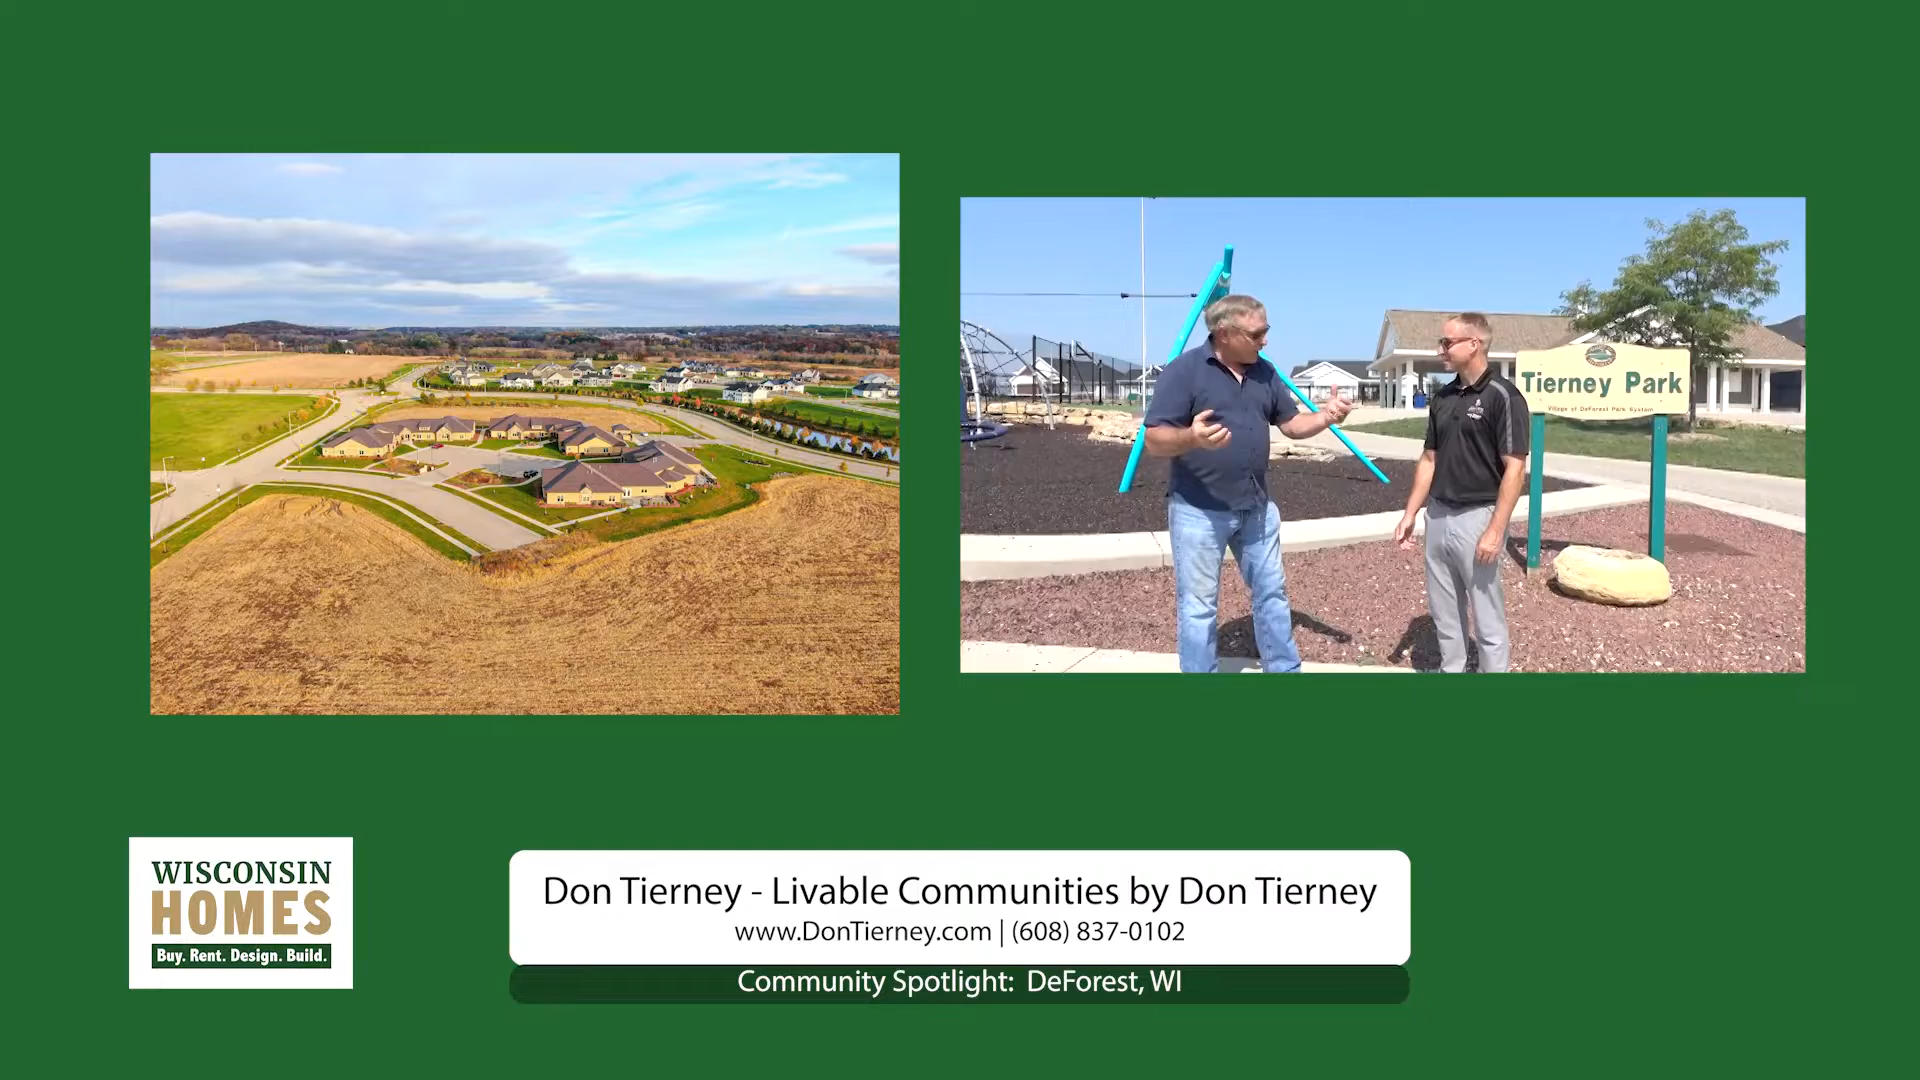 Tierney Park
Village of DeForest Park System
WISCONSIN
HOMES
Buy. Rent. Design. Build.
Don Tierney - Livable Communities by Don Tierney
www.DonTierney.com | (608) 837-0102
Community Spotlight: DeForest, WI